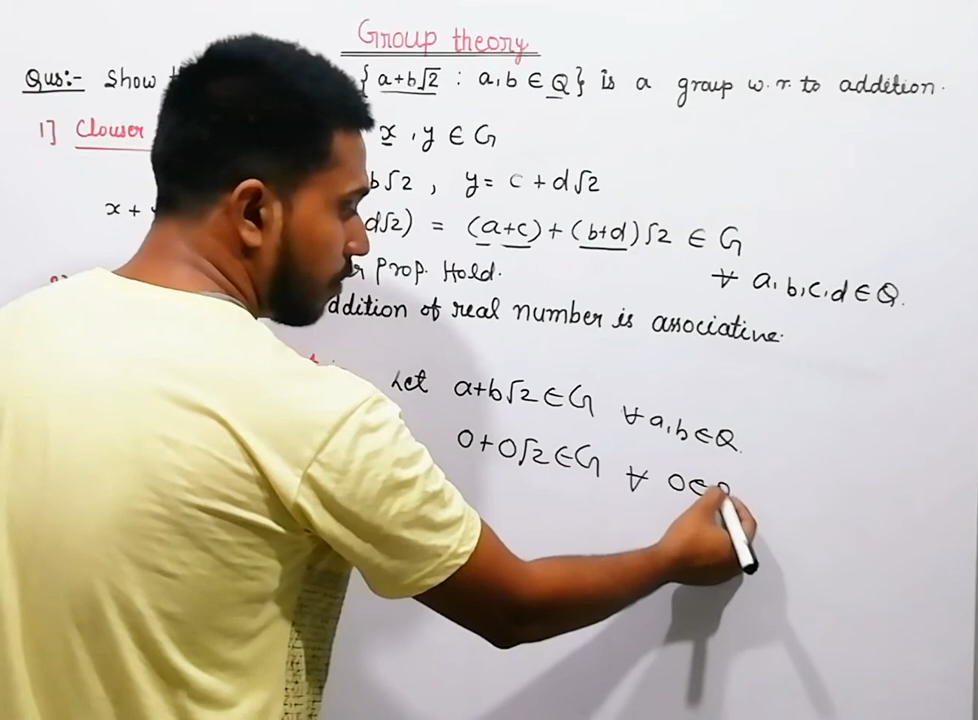 Group theory
Qus:- Show { a+b√2 : a,b ∈ Q} is a group w.r. to addition.
1] Clouser x, y ∈ G
b√2 , y= c+d√2
x + d√2) = (a+c)+(b+d)√2 ∈ G
∀ a,b,c,d ∈ Q.
Prop. Hold.
ddition of real number is associative.
Let a+b√2 ∈ G ∀ a,b ∈ Q.
0+0√2 ∈ G ∀ 0 ∈